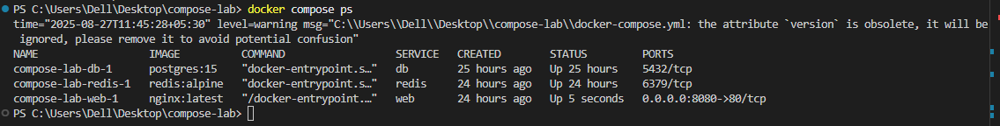 PS C:\Users\Dell\Desktop\compose-lab> docker compose ps
time="2025-08-27T11:45:28+05:30" level=warning msg="C:\\Users\\Dell\\Desktop\\compose-lab\\docker-compose.yml: the attribute `version` is obsolete, it will be
ignored, please remove it to avoid potential confusion"
NAME IMAGE COMMAND SERVICE CREATED STATUS PORTS
compose-lab-db-1 postgres:15 "docker-entrypoint.s…" db 25 hours ago Up 25 hours 5432/tcp
compose-lab-redis-1 redis:alpine "docker-entrypoint.s…" redis 24 hours ago Up 24 hours 6379/tcp
compose-lab-web-1 nginx:latest "/docker-entrypoint.…" web 24 hours ago Up 5 seconds 0.0.0.0:8080->80/tcp
PS C:\Users\Dell\Desktop\compose-lab>